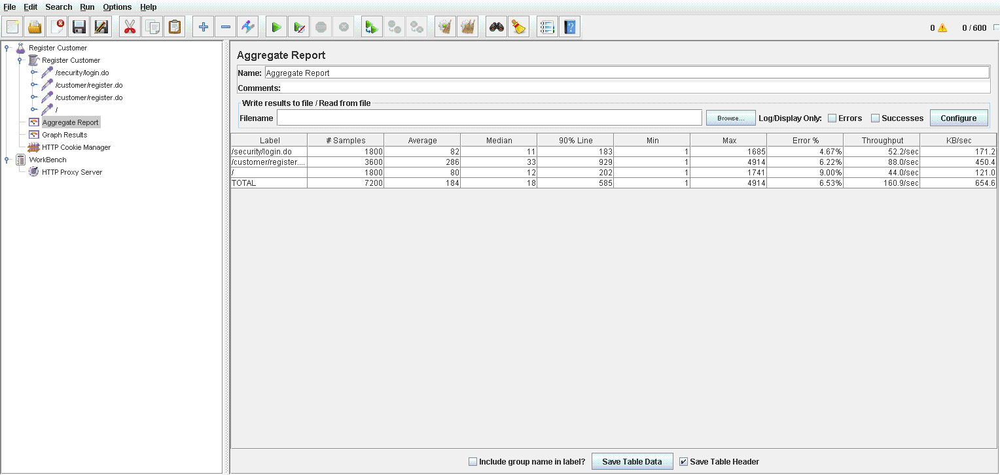 File Edit Search Run Options Help
0 0 / 600
Register Customer
Register Customer
/security/login.do
/customer/register.do
/customer/register.do
/
Aggregate Report
Graph Results
HTTP Cookie Manager
WorkBench
HTTP Proxy Server
Aggregate Report
Name: Aggregate Report
Comments:
Write results to file / Read from file
Filename Browse... Log/Display Only: Errors Successes Configure
Label # Samples Average Median 90% Line Min Max Error % Throughput KB/sec
/security/login.do 1800 82 11 183 1 1685 4.67% 52.2/sec 171.2
/customer/register.... 3600 286 33 929 1 4914 6.22% 88.0/sec 450.4
/ 1800 80 12 202 1 1741 9.00% 44.0/sec 121.0
TOTAL 7200 184 18 585 1 4914 6.53% 160.9/sec 654.6
Include group name in label? Save Table Data Save Table Header